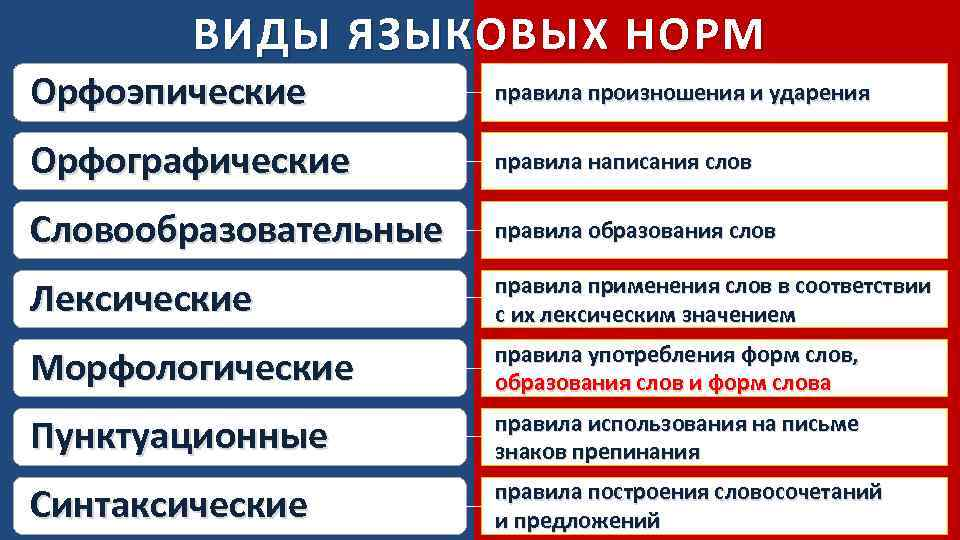 ВИДЫ ЯЗЫКОВЫХ НОРМ
Орфоэпические
правила произношения и ударения
Орфографические
правила написания слов
Словообразовательные
правила образования слов
Лексические
правила применения слов в соответствии
с их лексическим значением
Морфологические
правила употребления форм слов,
образования слов и форм слова
Пунктуационные
правила использования на письме
знаков препинания
Синтаксические
правила построения словосочетаний
и предложений